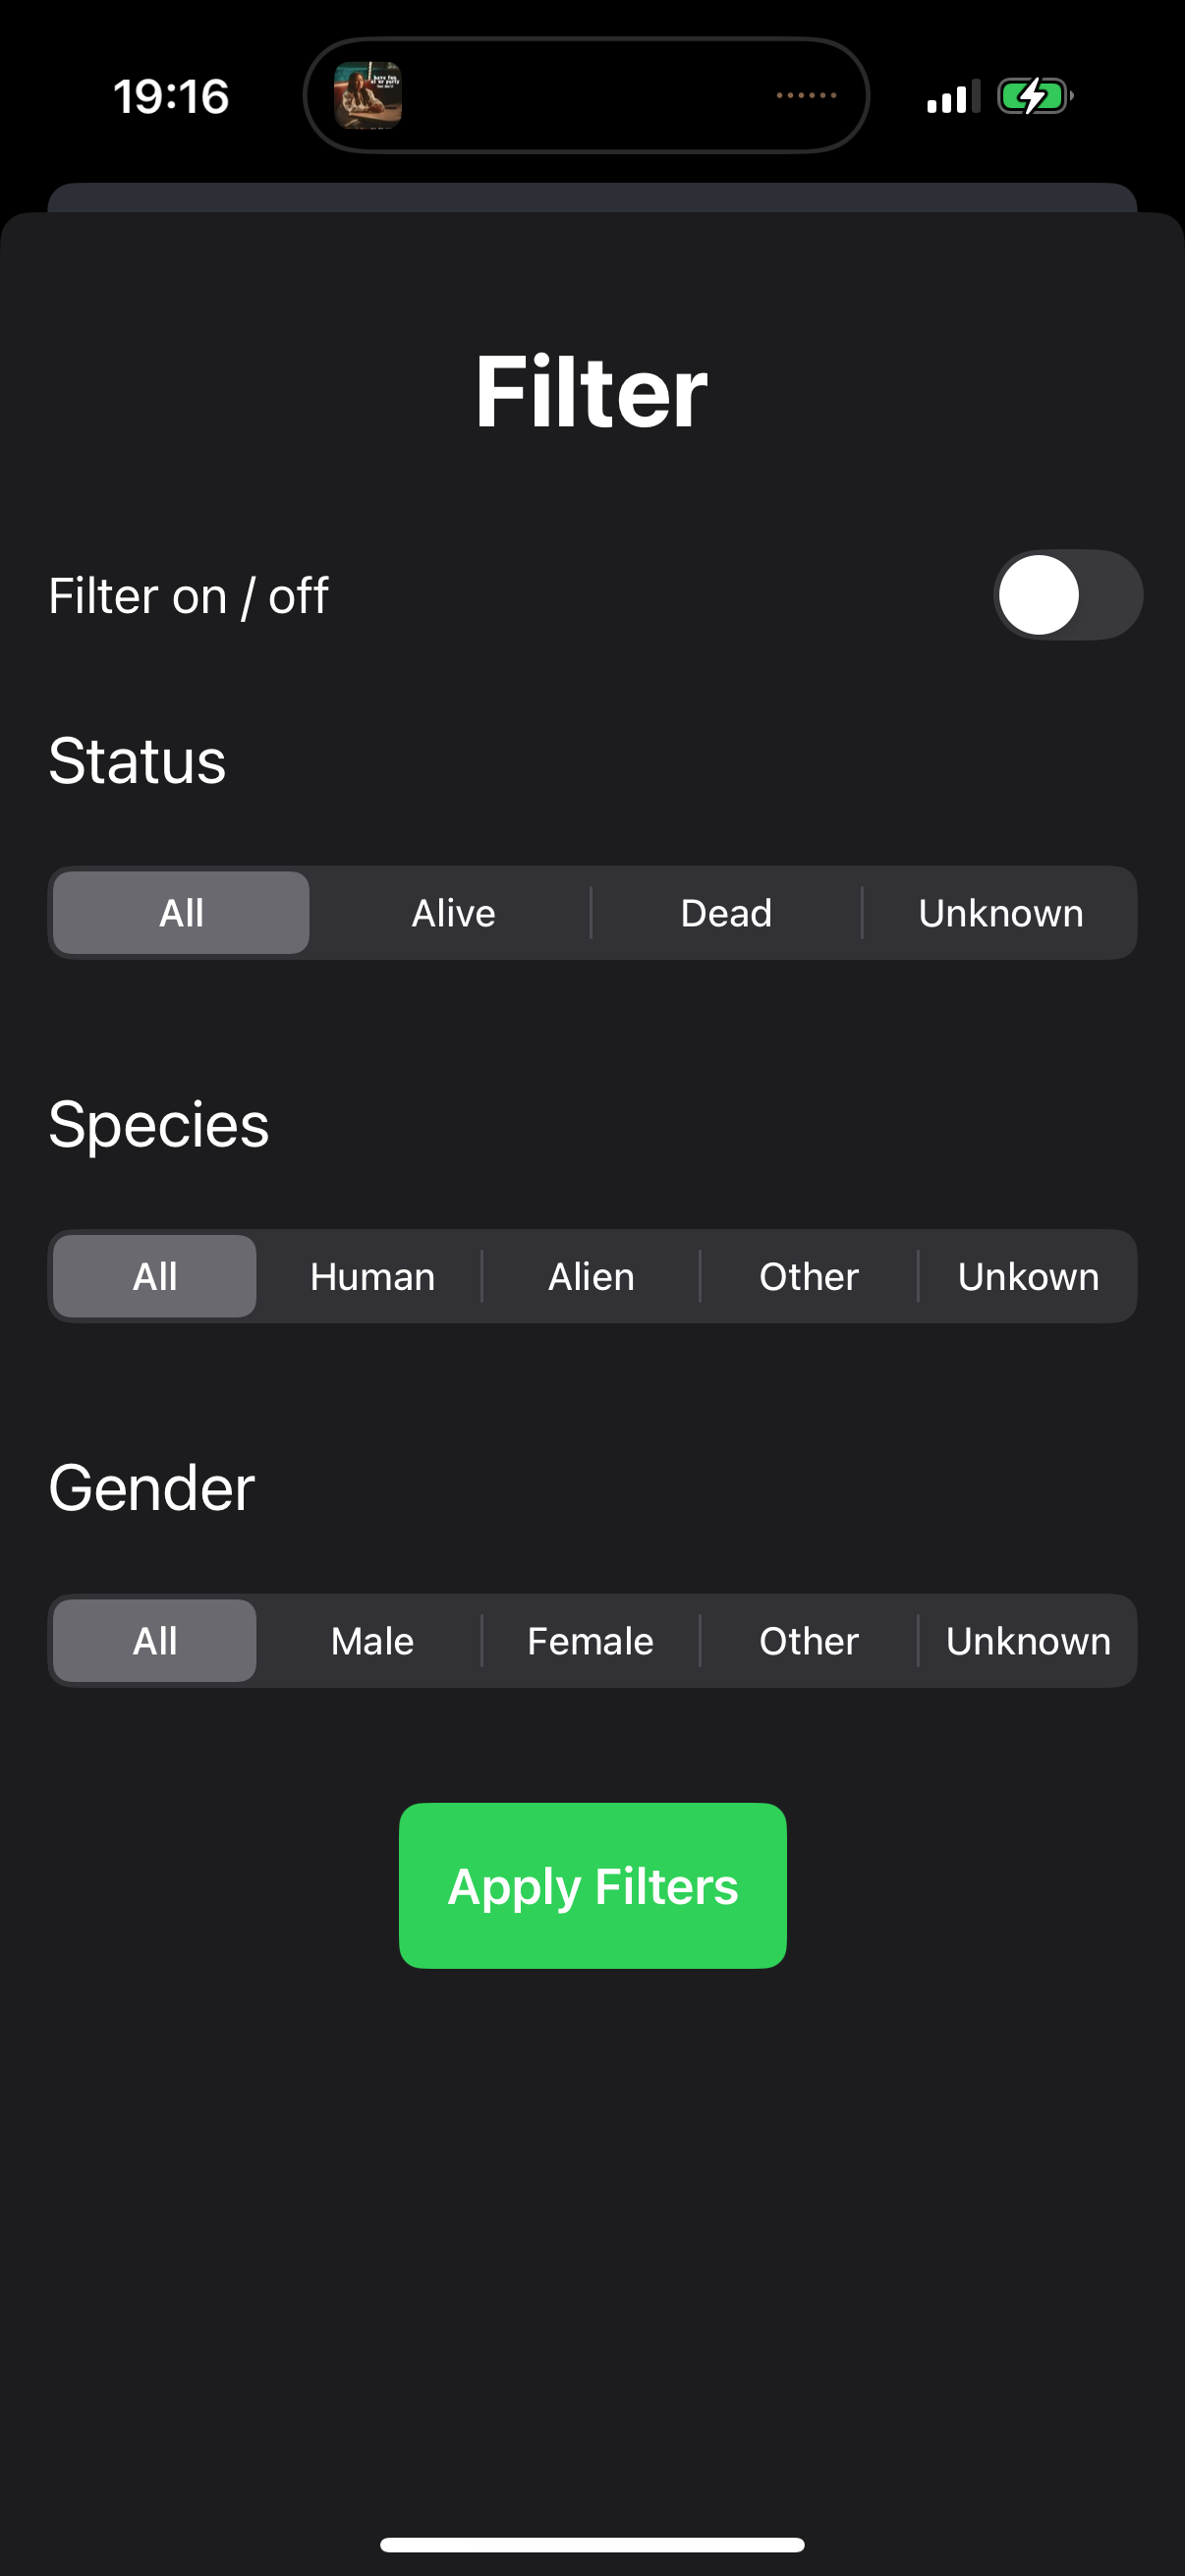 19:16
Filter
Filter on / off
Status
All Alive Dead Unknown
Species
All Human Alien Other Unkown
Gender
All Male Female Other Unknown
Apply Filters